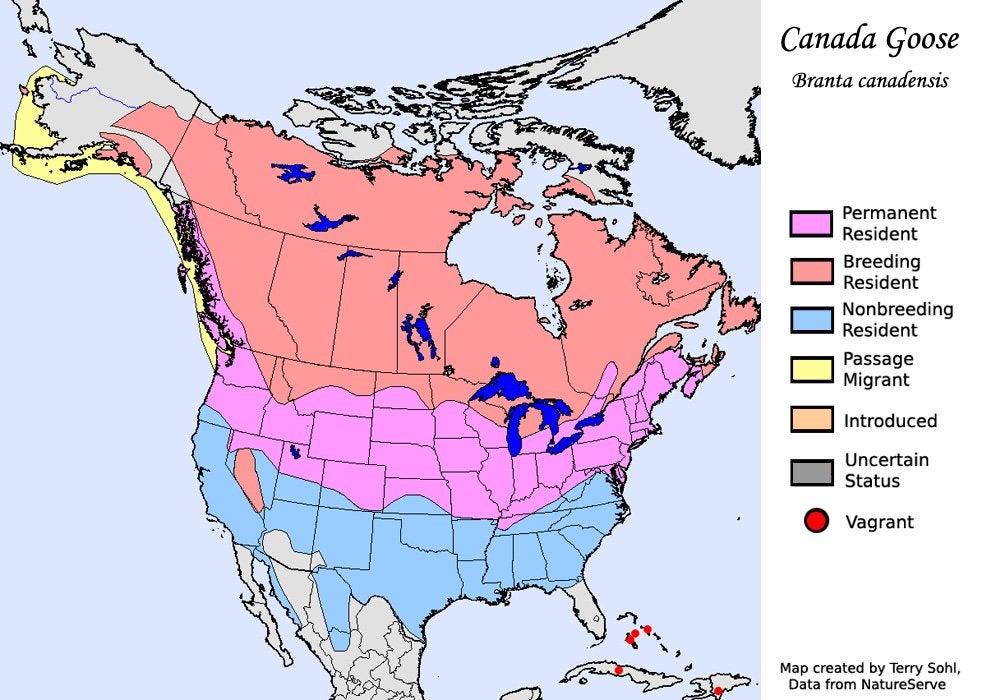 Canada Goose
Branta canadensis
Permanent
Resident
Breeding
Resident
Nonbreeding
Resident
Passage
Migrant
Introduced
Uncertain
Status
Vagrant
Map created by Terry Sohl,
Data from NatureServe